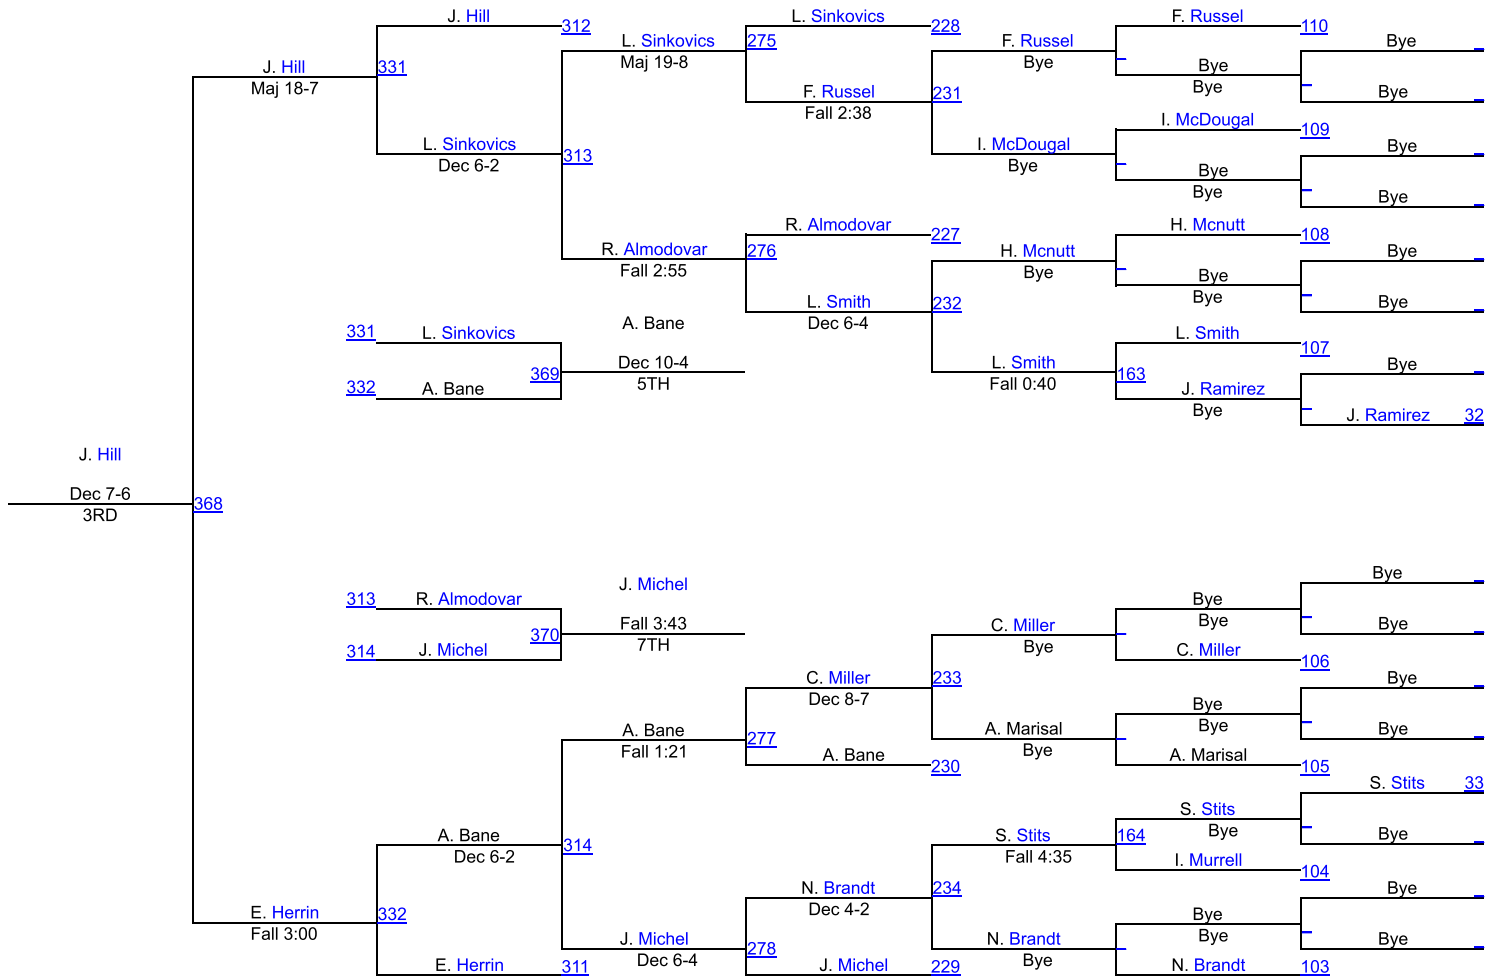 J. Hill
312
L. Sinkovics
228
F. Russel
110
L. Sinkovics
275
F. Russel
Bye
Maj 19-8
Bye
J. Hill
331
Bye
Maj 18-7
Bye
F. Russel
231
Bye
Fall 2:38
I. McDougal
109
L. Sinkovics
313
I. McDougal
Bye
Dec 6-2
Bye
Bye
Bye
Bye
R. Almodovar
227
H. Mcnutt
108
R. Almodovar
276
H. Mcnutt
Bye
Fall 2:55
Bye
Bye
Bye
L. Smith
232
Bye
Dec 6-4
331
L. Sinkovics
A. Bane
L. Smith
107
Dec 10-4
L. Smith
Bye
369
5TH
Fall 0:40
163
332
A. Bane
J. Ramirez
Bye
J. Ramirez
32
J. Hill
Dec 7-6
3RD
368
Bye
313
R. Almodovar
J. Michel
Bye
Bye
Fall 3:43
C. Miller
Bye
370
7TH
Bye
314
J. Michel
C. Miller
106
C. Miller
233
Bye
Dec 8-7
Bye
A. Bane
277
A. Marisal
Bye
Bye
Fall 1:21
Bye
A. Bane
230
A. Marisal
105
S. Stits
33
S. Stits
Bye
A. Bane
314
S. Stits
164
Bye
Dec 6-2
Fall 4:35
I. Murrell
104
N. Brandt
234
Bye
Dec 4-2
E. Herrin
332
Bye
Fall 3:00
Bye
J. Michel
278
N. Brandt
Bye
Dec 6-4
Bye
E. Herrin
311
J. Michel
229
N. Brandt
103